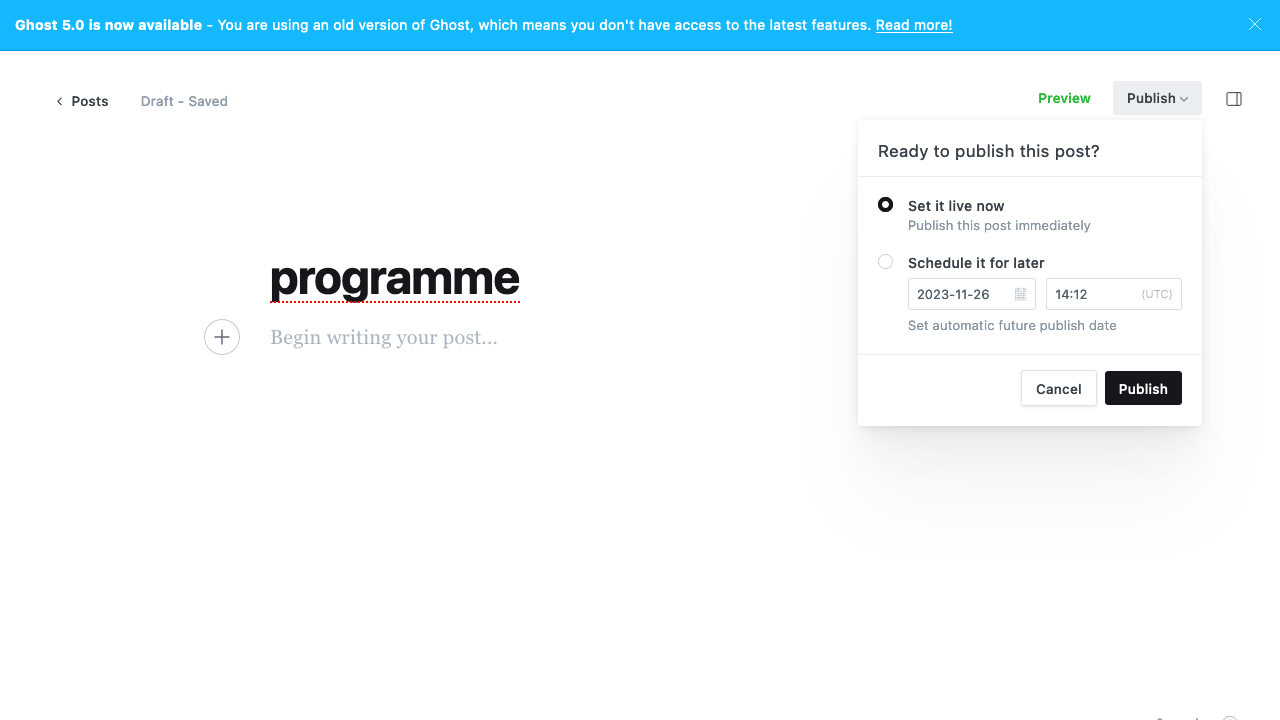 Ghost 5.0 is now available - You are using an old version of Ghost, which means you don't have access to the latest features. Read more!
Posts
Draft - Saved
Preview
Publish
Ready to publish this post?
Set it live now
Publish this post immediately
Schedule it for later
2023-11-26
14:12
(UTC)
Set automatic future publish date
Cancel
Publish
programme
Begin writing your post...